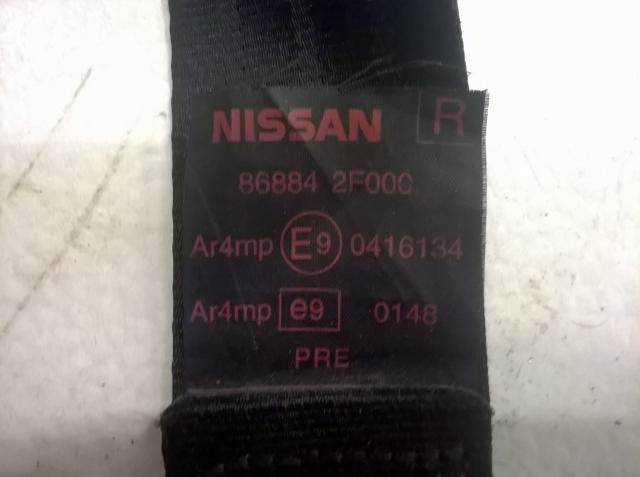 NISSAN R
86884 2F000
Ar4mp E9 0416134
Ar4mp e9 0148
PRE